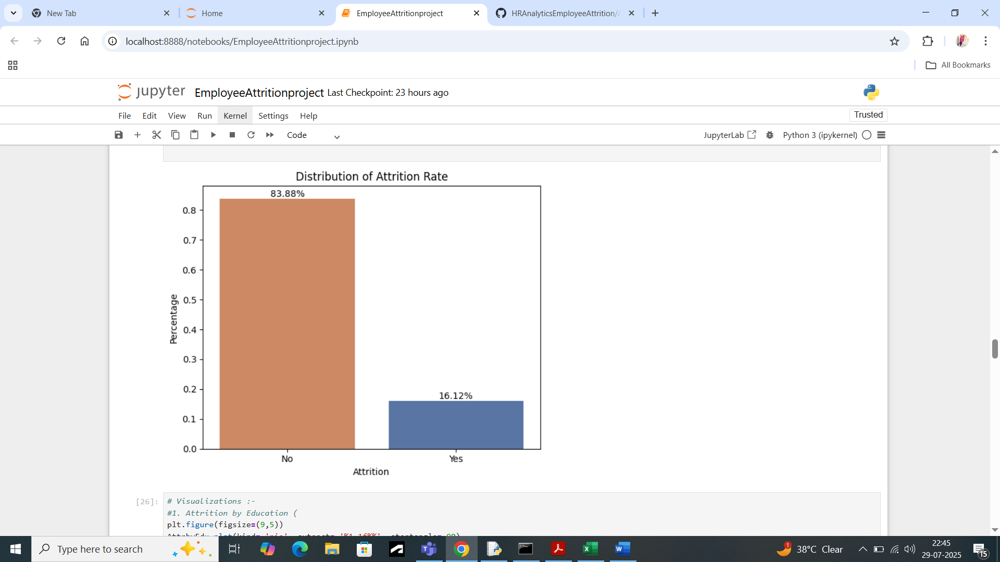 New Tab
Home
EmployeeAttritionproject
HRAnalyticsEmployeeAttrition/
localhost:8888/notebooks/EmployeeAttritionproject.ipynb
All Bookmarks
jupyter EmployeeAttritionproject Last Checkpoint: 23 hours ago
File Edit View Run Kernel Settings Help
Trusted
Code
JupyterLab
Python 3 (ipykernel)
Distribution of Attrition Rate
83.88%
0.8
0.7
0.6
0.5
0.4
0.3
0.2
0.1
0.0
Percentage
16.12%
No
Yes
Attrition
[26]:
# Visualizations :-
#1. Attrition by Education (
plt.figure(figsize=(9,5))
Type here to search
1
38°C Clear
22:45
29-07-2025
15